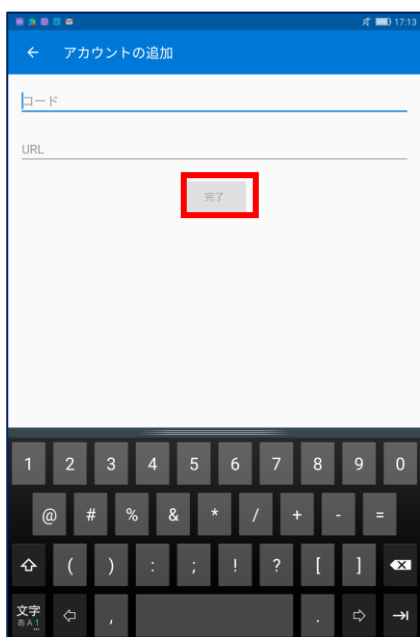 17:13
← アカウントの追加
コード
URL
完了
1 2 3 4 5 6 7 8 9 0
@ # % & * / + - =
( ) : ; ! ? [ ]
文字 , .
あA1